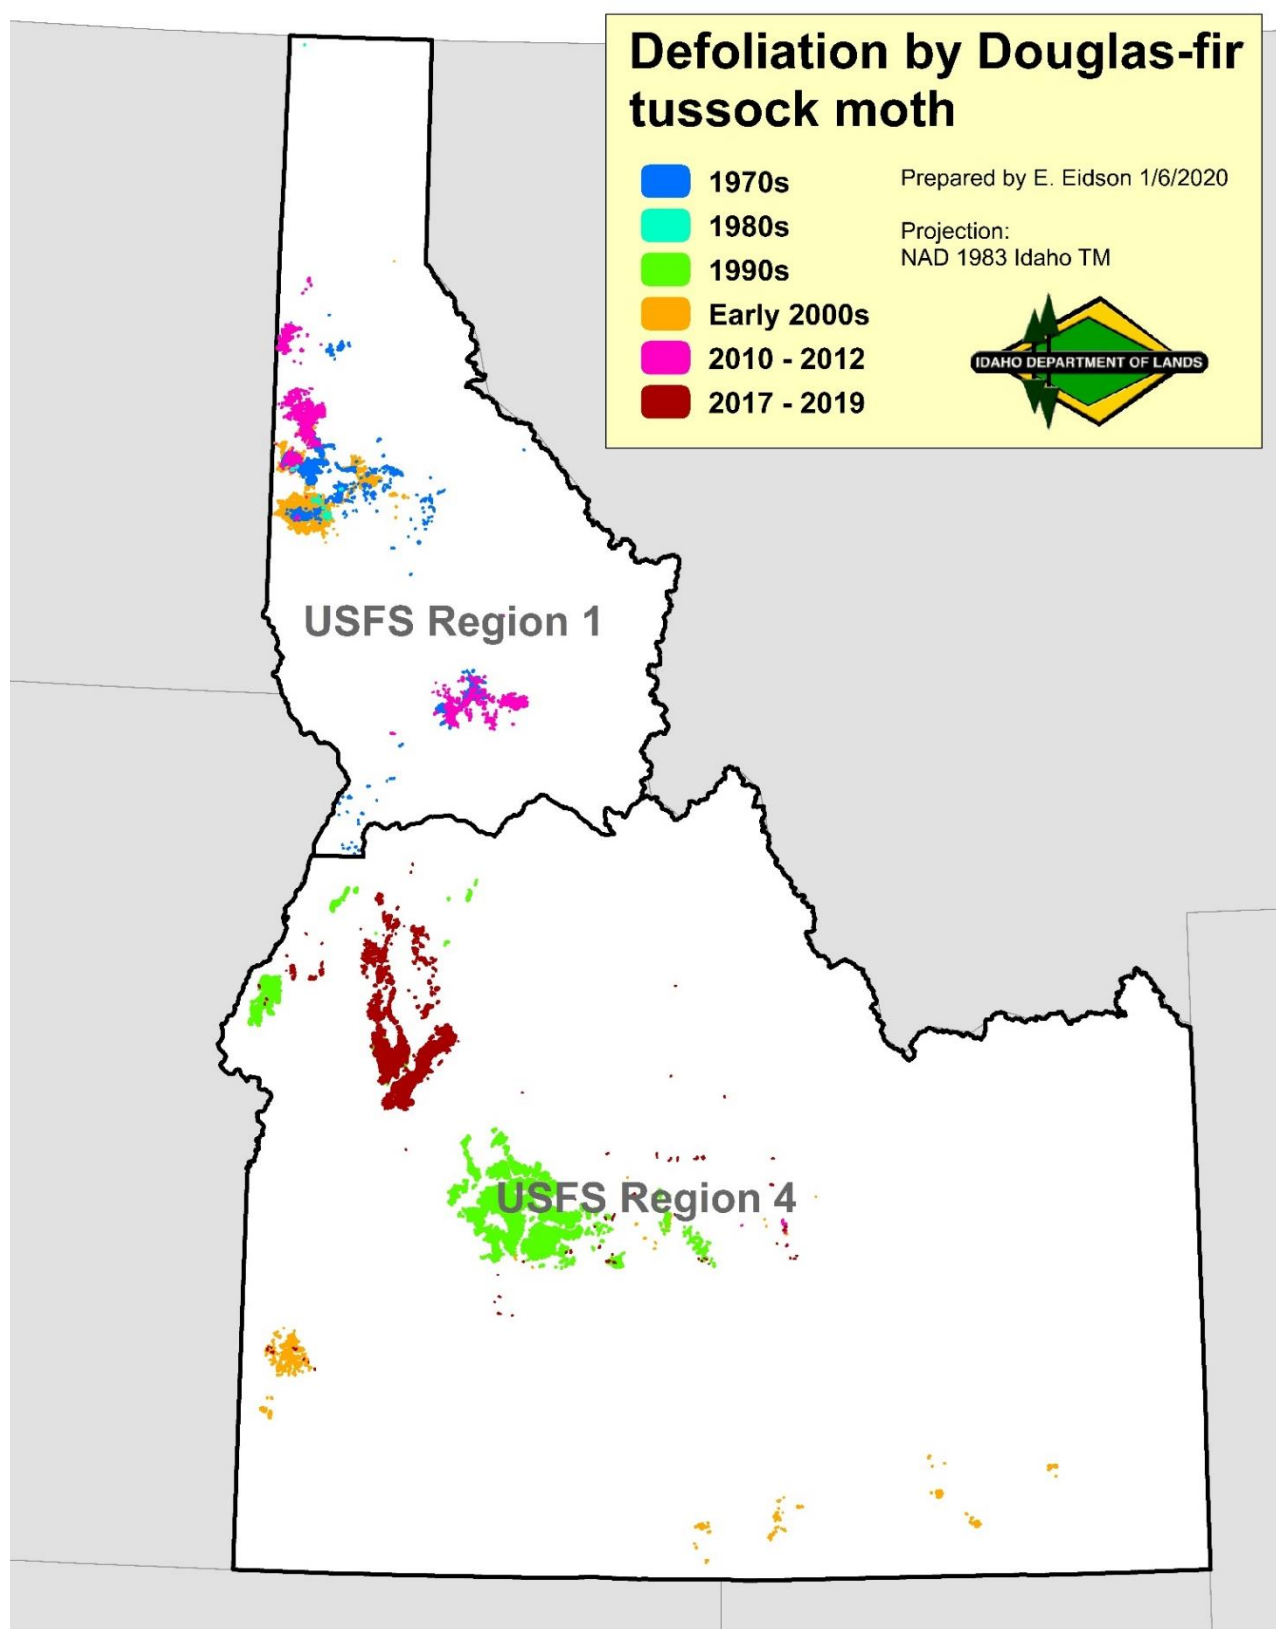 Defoliation by Douglas-fir
tussock moth
1970s
1980s
1990s
Early 2000s
2010 - 2012
2017 - 2019
Prepared by E. Eidson 1/6/2020
Projection:
NAD 1983 Idaho TM
IDAHO DEPARTMENT OF LANDS
USFS Region 1
USFS Region 4